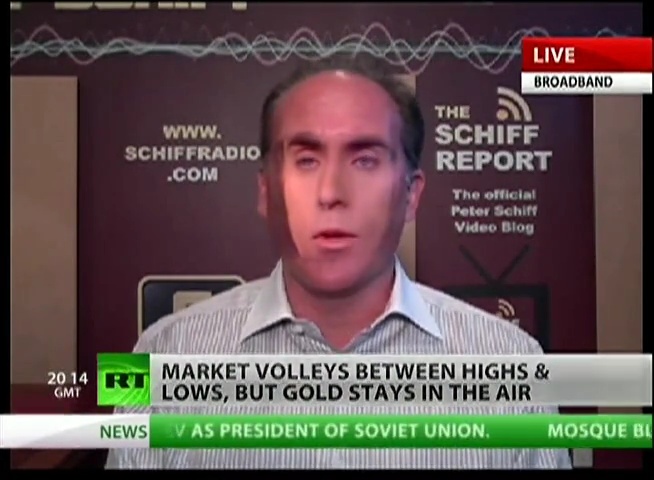 LIVE
BROADBAND
WWW.
SCHIFFRADIO
.COM
THE
SCHIFF
REPORT
The official
Peter Schiff
Video Blog
20 14
GMT
RT
MARKET VOLLEYS BETWEEN HIGHS &
LOWS, BUT GOLD STAYS IN THE AIR
NEWS
AS PRESIDENT OF SOVIET UNION.
MOSQUE